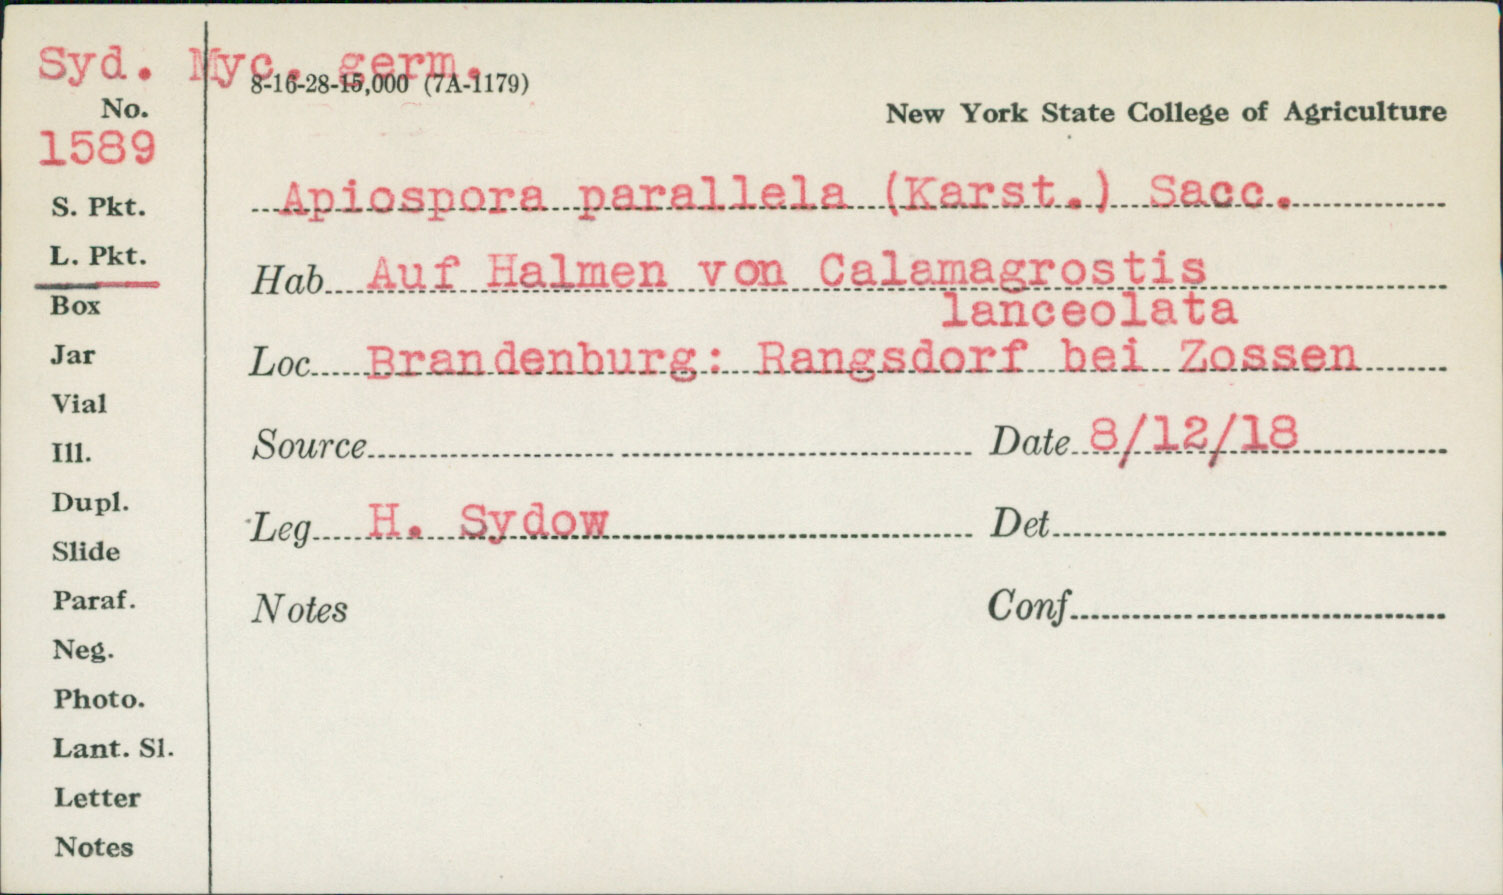 Syd. Myc. germ.
8-16-28-15,000 (7A-1179)
No.
New York State College of Agriculture
1589
Apiospora parallela (Karst.) Sacc.
S. Pkt.
L. Pkt.
Hab. Auf Halmen von Calamagrostis
lanceolata
Box
Loc. Brandenburg: Rangsdorf bei Zossen
Jar
Vial
Source Date 8/12/18
Ill.
Dupl.
Leg. H. Sydow Det.
Slide
Paraf.
Notes Conf.
Neg.
Photo.
Lant. Sl.
Letter
Notes